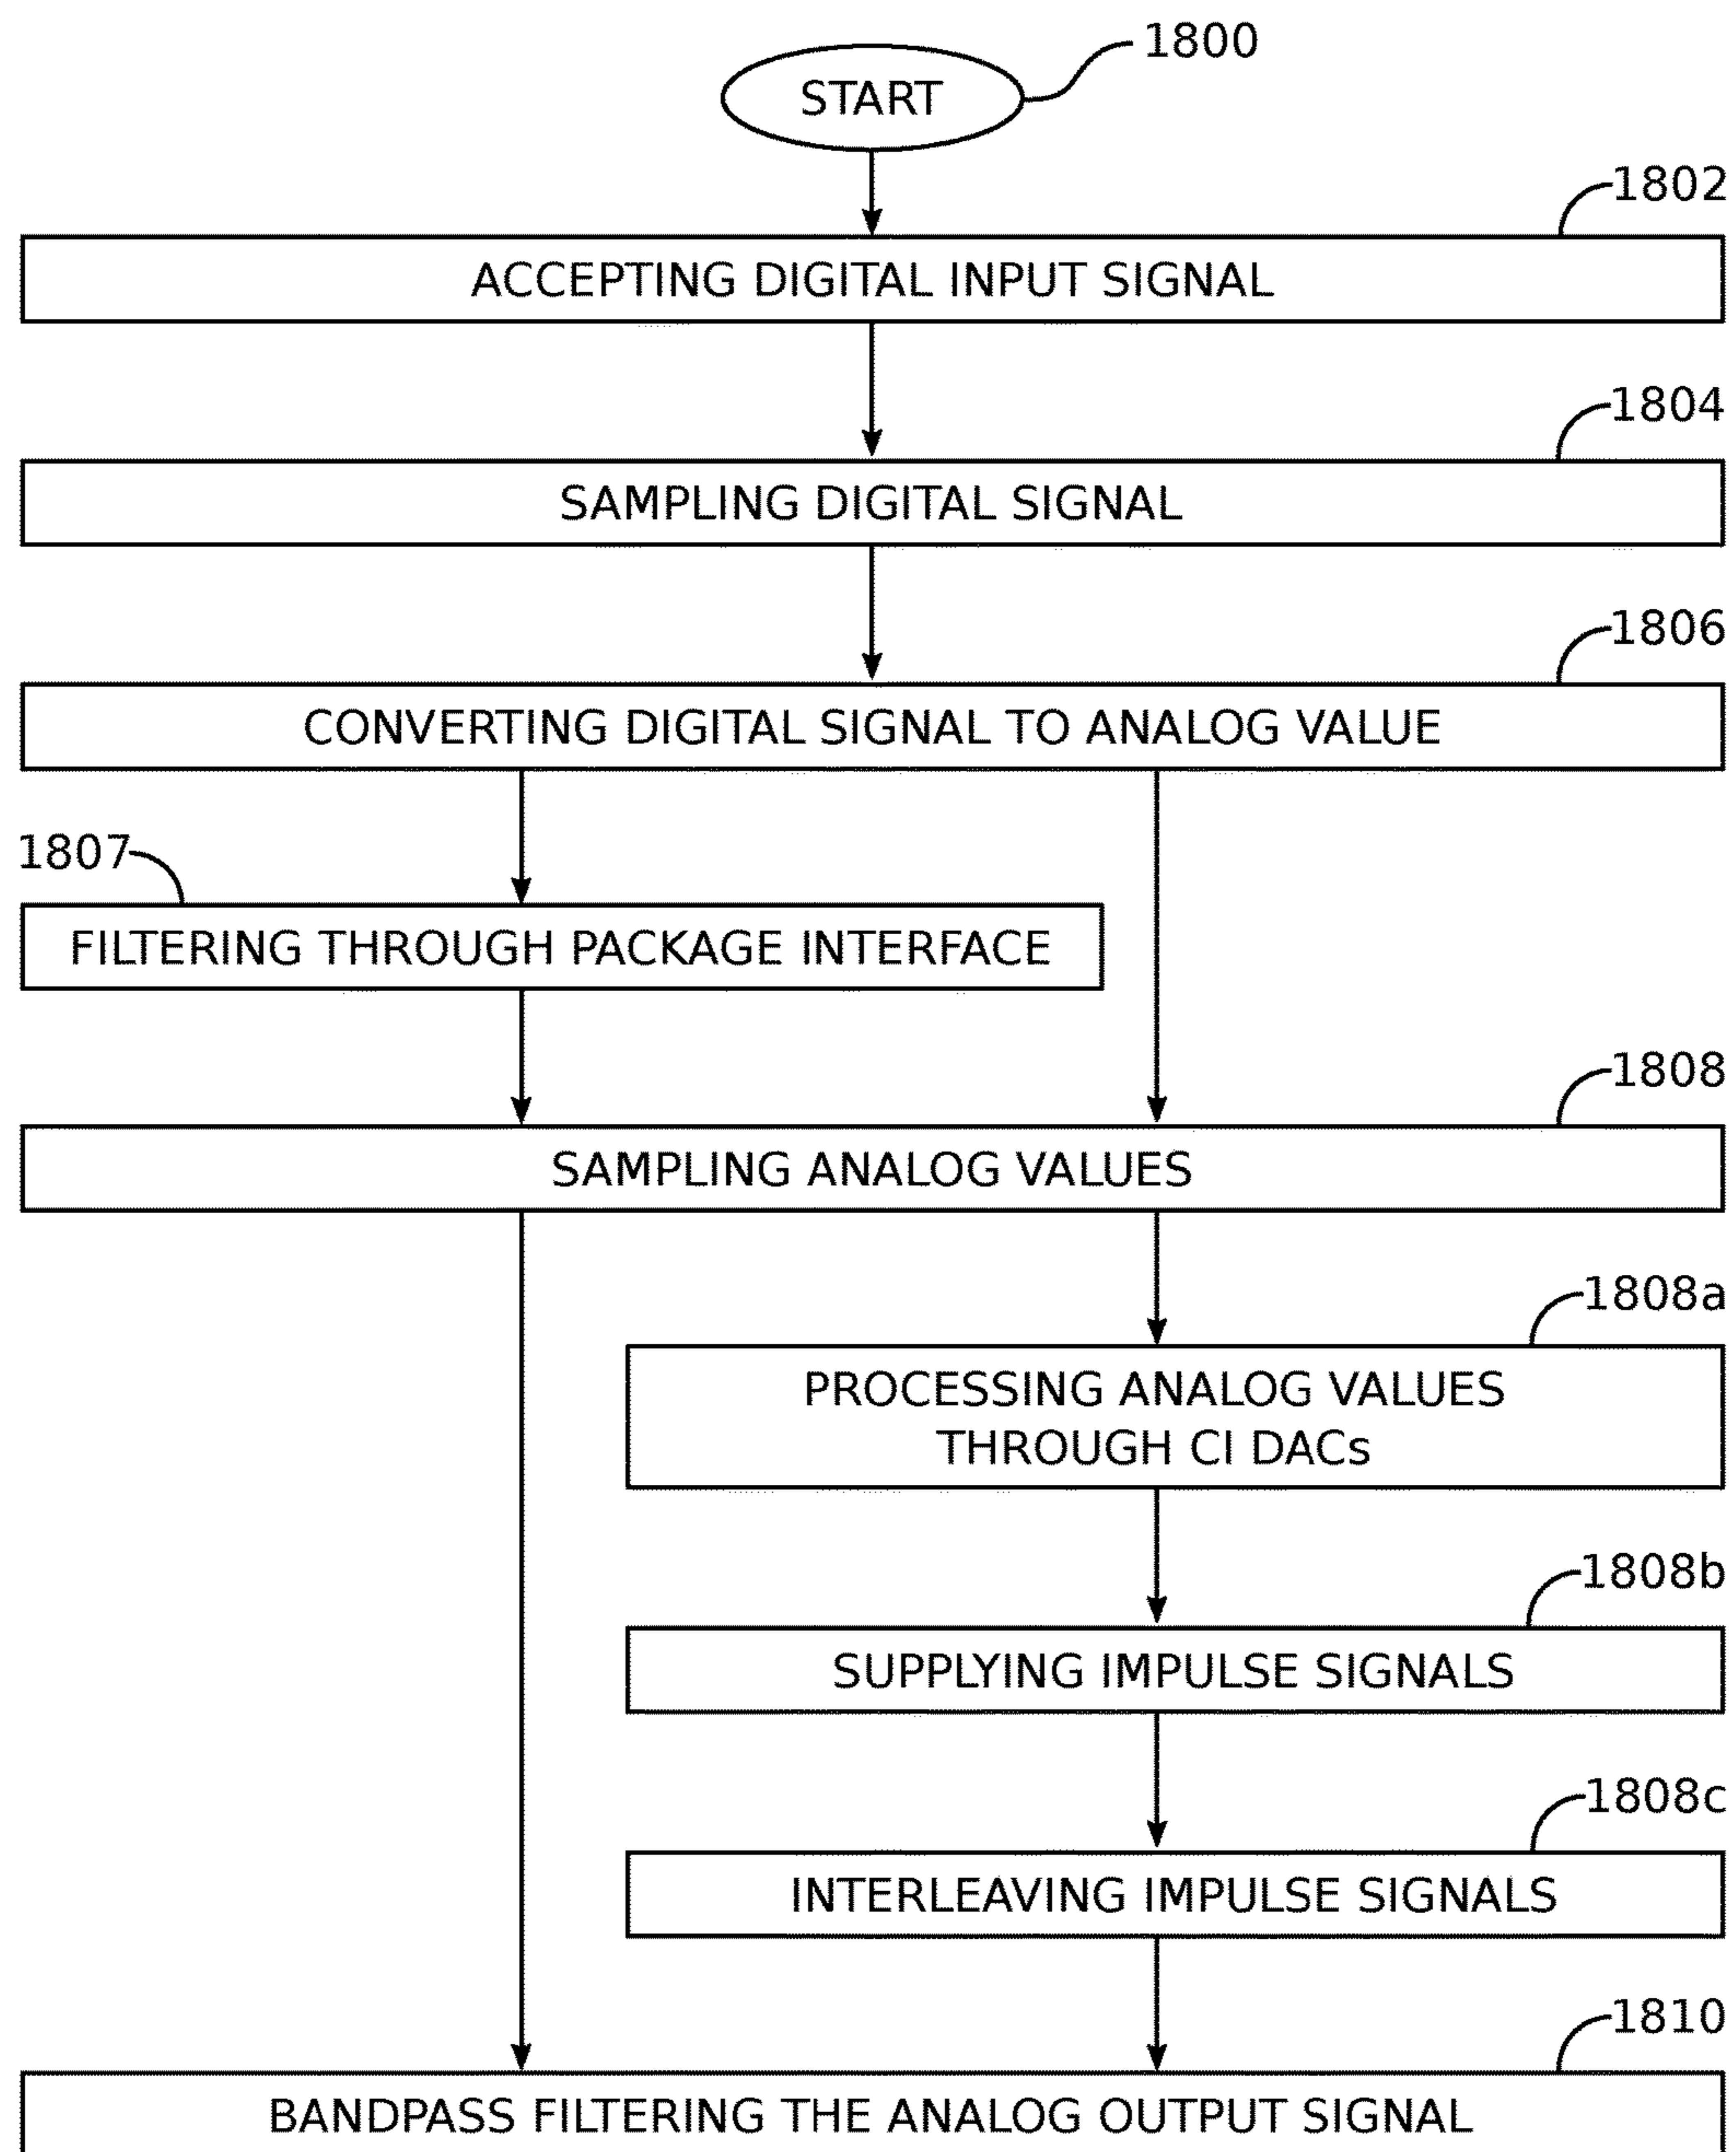 1800
START
1802
ACCEPTING DIGITAL INPUT SIGNAL
1804
SAMPLING DIGITAL SIGNAL
1806
CONVERTING DIGITAL SIGNAL TO ANALOG VALUE
1807
FILTERING THROUGH PACKAGE INTERFACE
1808
SAMPLING ANALOG VALUES
1808a
PROCESSING ANALOG VALUES
THROUGH CI DACs
1808b
SUPPLYING IMPULSE SIGNALS
1808c
INTERLEAVING IMPULSE SIGNALS
1810
BANDPASS FILTERING THE ANALOG OUTPUT SIGNAL